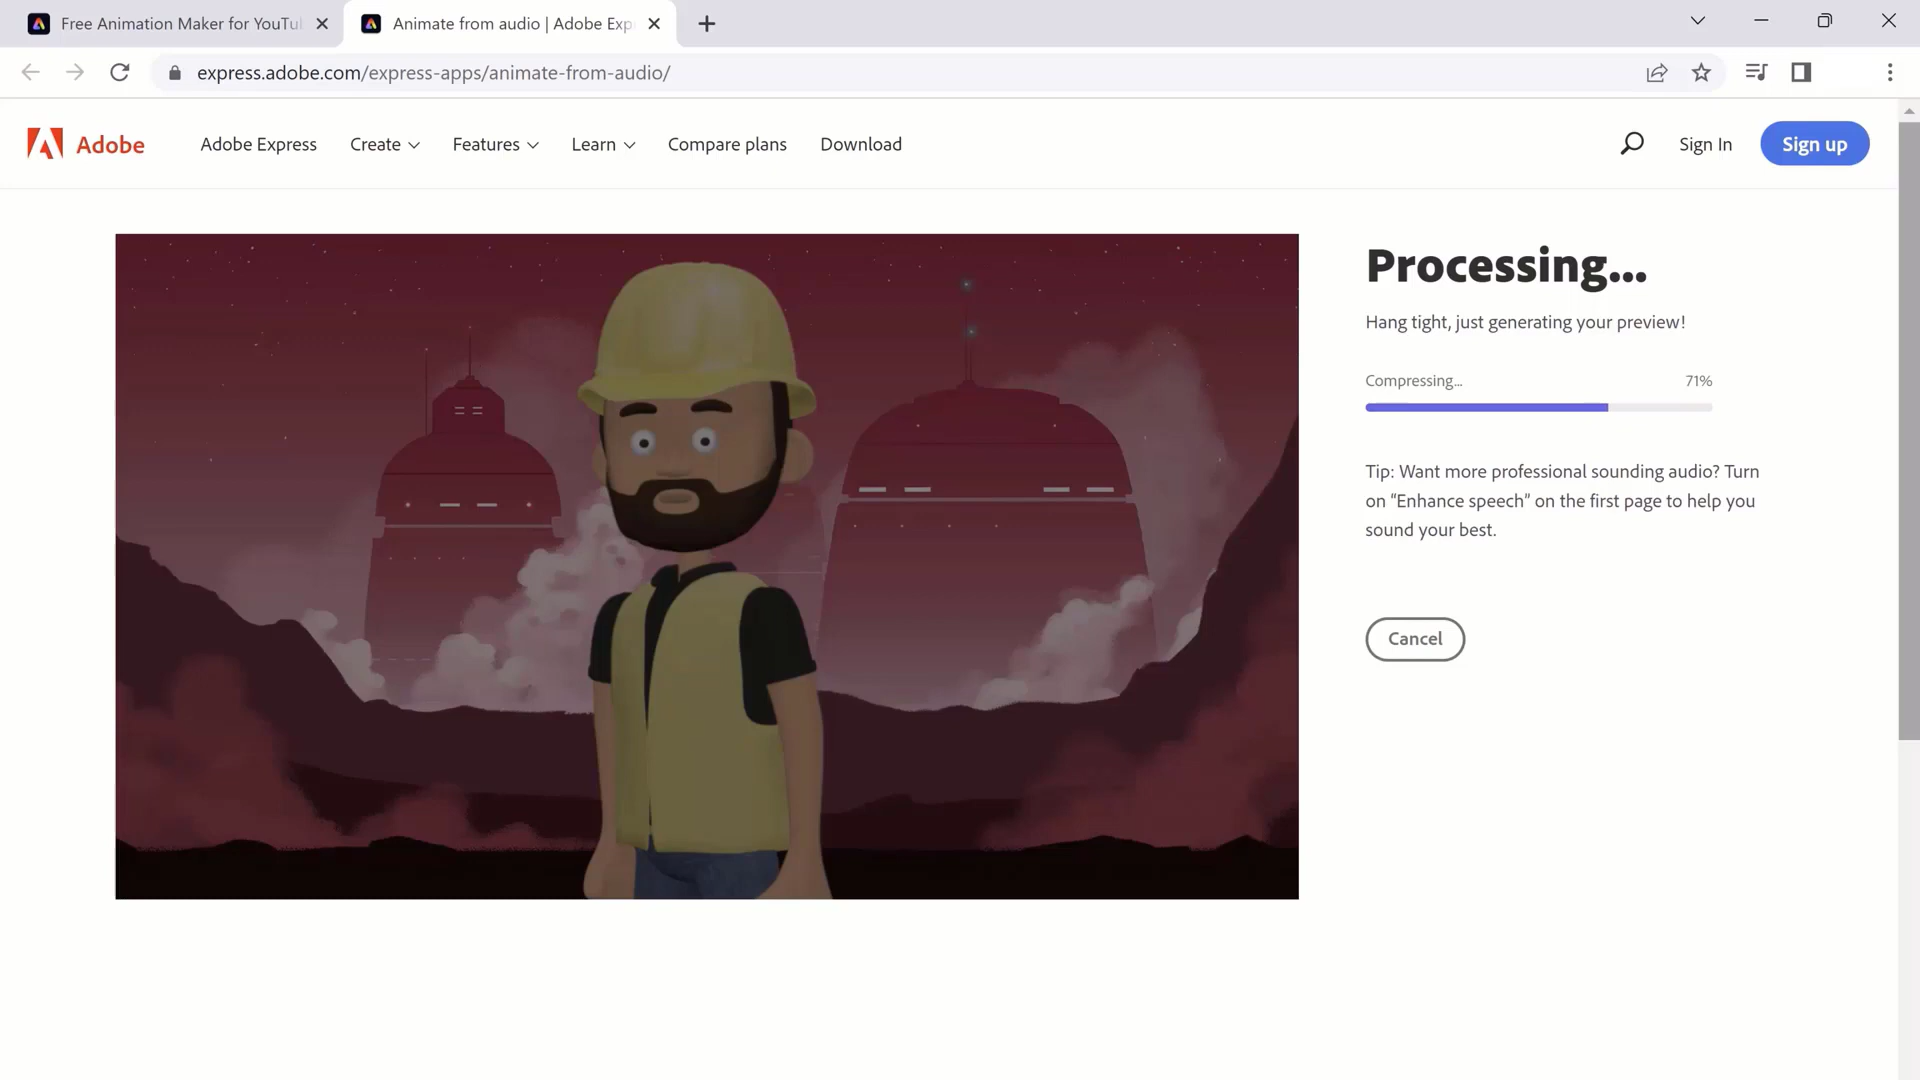 Free Animation Maker for YouTu
Animate from audio | Adobe Exp
express.adobe.com/express-apps/animate-from-audio/
Adobe
Adobe Express
Create
Features
Learn
Compare plans
Download
Sign In
Sign up
Processing...
Hang tight, just generating your preview!
Compressing...
71%
Tip: Want more professional sounding audio? Turn
on “Enhance speech” on the first page to help you
sound your best.
Cancel